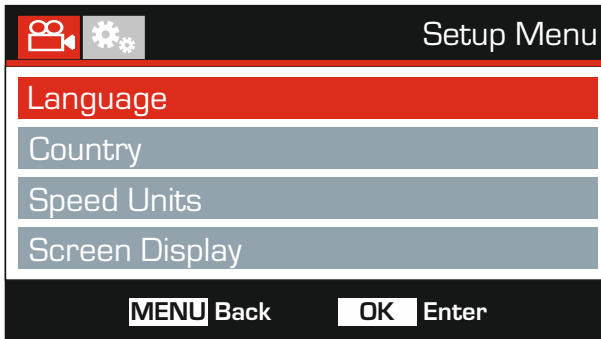 Setup Menu
Language
Country
Speed Units
Screen Display
MENU Back OK Enter